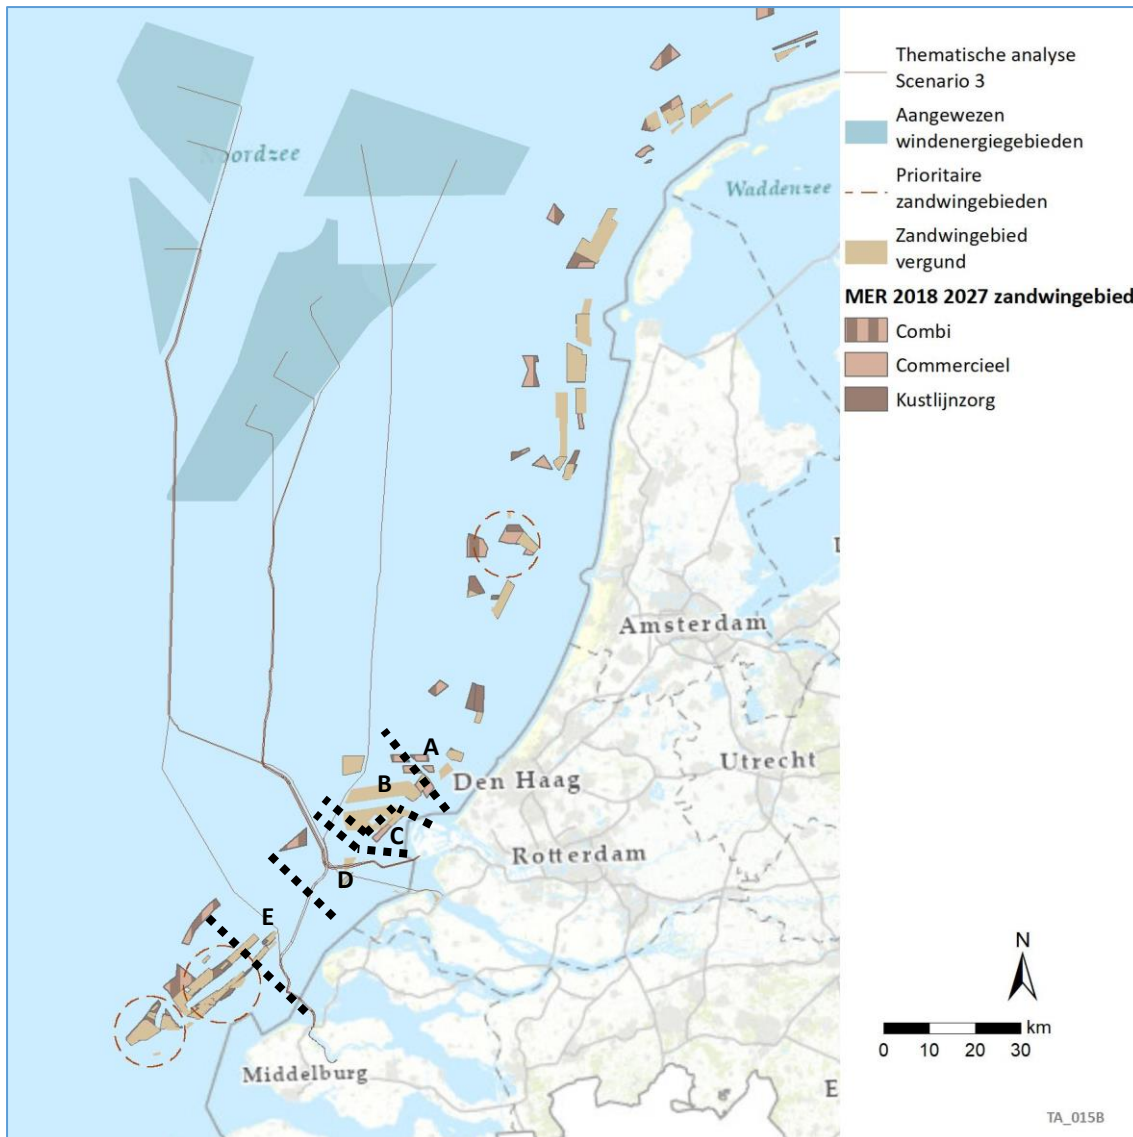 Thematische analyse
Scenario 3
Aangewezen
windenergiegebieden
Prioritaire
zandwingebieden
Zandwingebied
vergund
MER 2018 2027 zandwingebied
Combi
Commercieel
Kustlijnzorg
Noordzee
Waddenzee
Amsterdam
Utrecht
A
Den Haag
B
C
Rotterdam
D
E
Middelburg
E
N
km
0 10 20 30
TA_015B